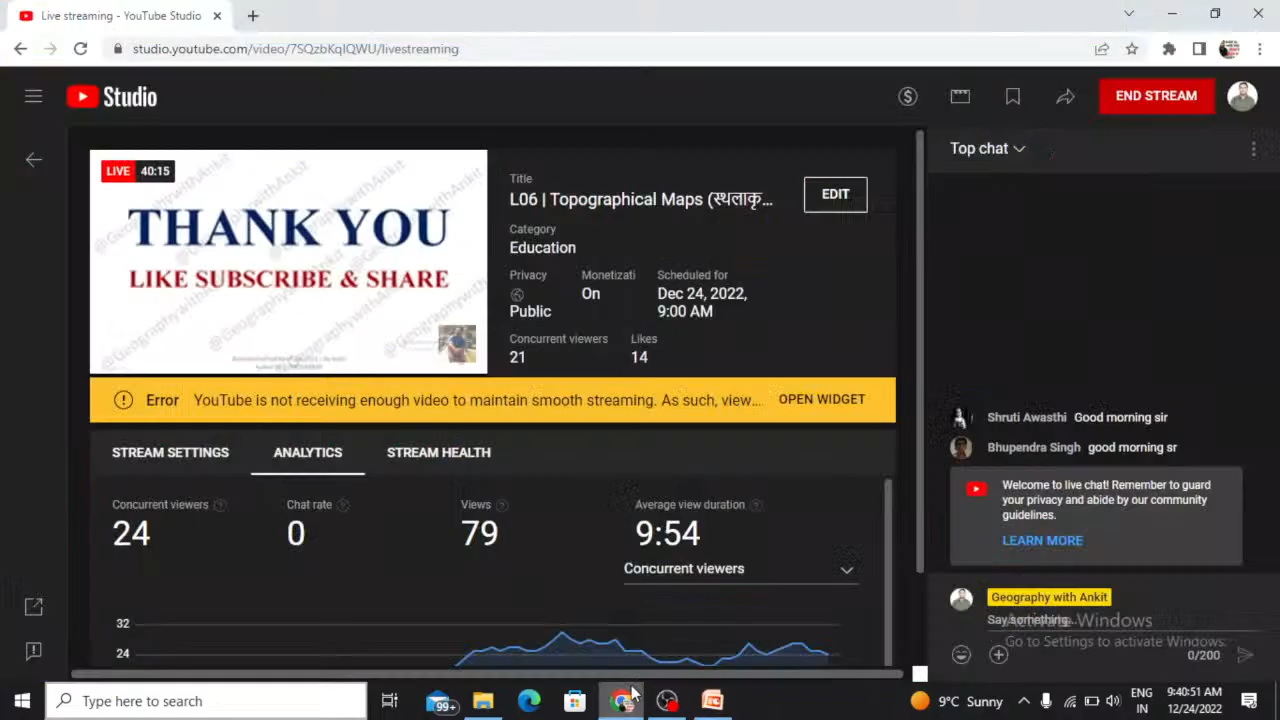 Live streaming - YouTube Studio
studio.youtube.com/video/7SQzbKqIQWU/livestreaming
Studio
END STREAM
LIVE 40:15
@GeographywithAnkit
THANK YOU
LIKE SUBSCRIBE & SHARE
Title
L06 | Topographical Maps (स्थलाकृ...
EDIT
Category
Education
Privacy
Public
Monetizati
On
Scheduled for
Dec 24, 2022,
9:00 AM
Concurrent viewers
21
Likes
14
Error YouTube is not receiving enough video to maintain smooth streaming. As such, view... OPEN WIDGET
STREAM SETTINGS ANALYTICS STREAM HEALTH
Concurrent viewers
24
Chat rate
0
Views
79
Average view duration
9:54
Concurrent viewers
32
24
Top chat
Shruti Awasthi Good morning sir
Bhupendra Singh good morning sr
Welcome to live chat! Remember to guard
your privacy and abide by our community
guidelines.
LEARN MORE
Geography with Ankit
Say something...
0/200
Activate Windows
Go to Settings to activate Windows.
Type here to search
99+
9°C Sunny
ENG
IN
9:40:51 AM
12/24/2022